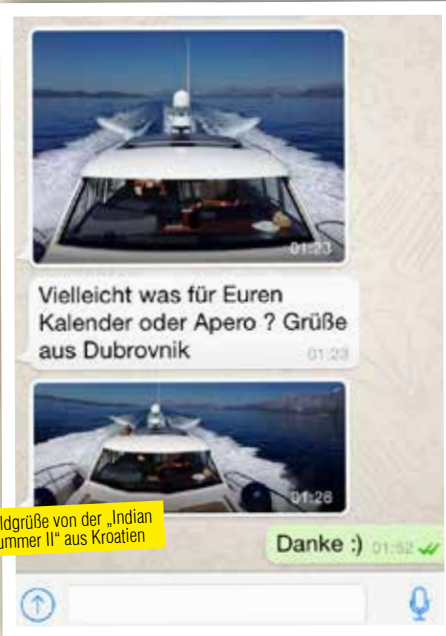 01:23
Vielleicht was für Euren
Kalender oder Apero ? Grüße
aus Dubrovnik 01:23
01:28
ldgrüße von der „Indian
ummer II“ aus Kroatien
Danke :) 01:52